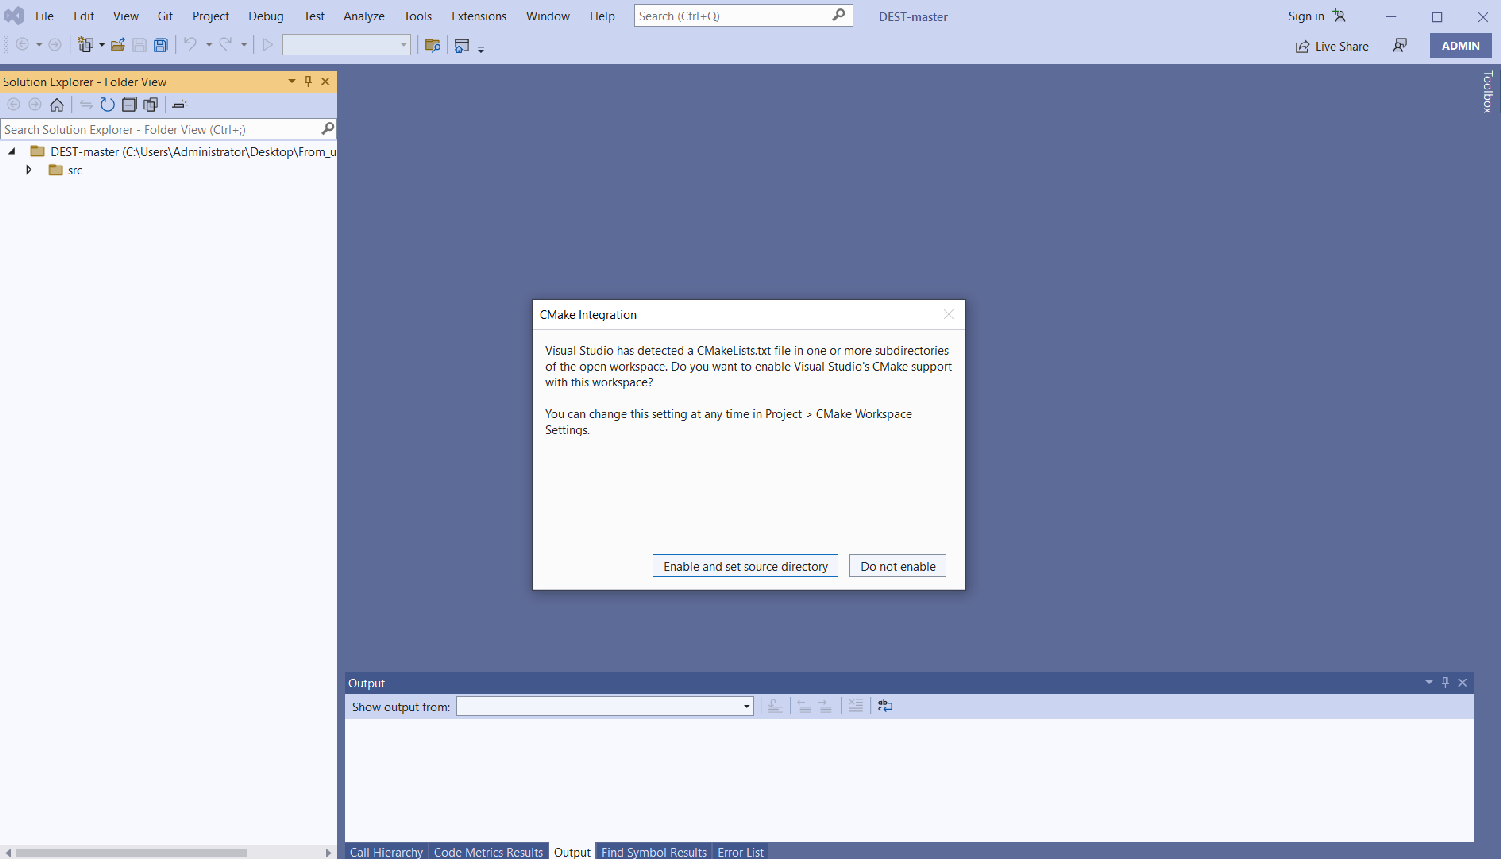 File Edit View Git Project Debug Test Analyze Tools Extensions Window Help Search (Ctrl+Q) DEST-master Sign in
Live Share ADMIN
Solution Explorer - Folder View
Toolbox
Search Solution Explorer - Folder View (Ctrl+;)
DEST-master (C:\Users\Administrator\Desktop\From_u
src
CMake Integration
Visual Studio has detected a CMakeLists.txt file in one or more subdirectories
of the open workspace. Do you want to enable Visual Studio's CMake support
with this workspace?
You can change this setting at any time in Project > CMake Workspace
Settings.
Enable and set source directory Do not enable
Output
Show output from:
Call Hierarchy Code Metrics Results Output Find Symbol Results Error List